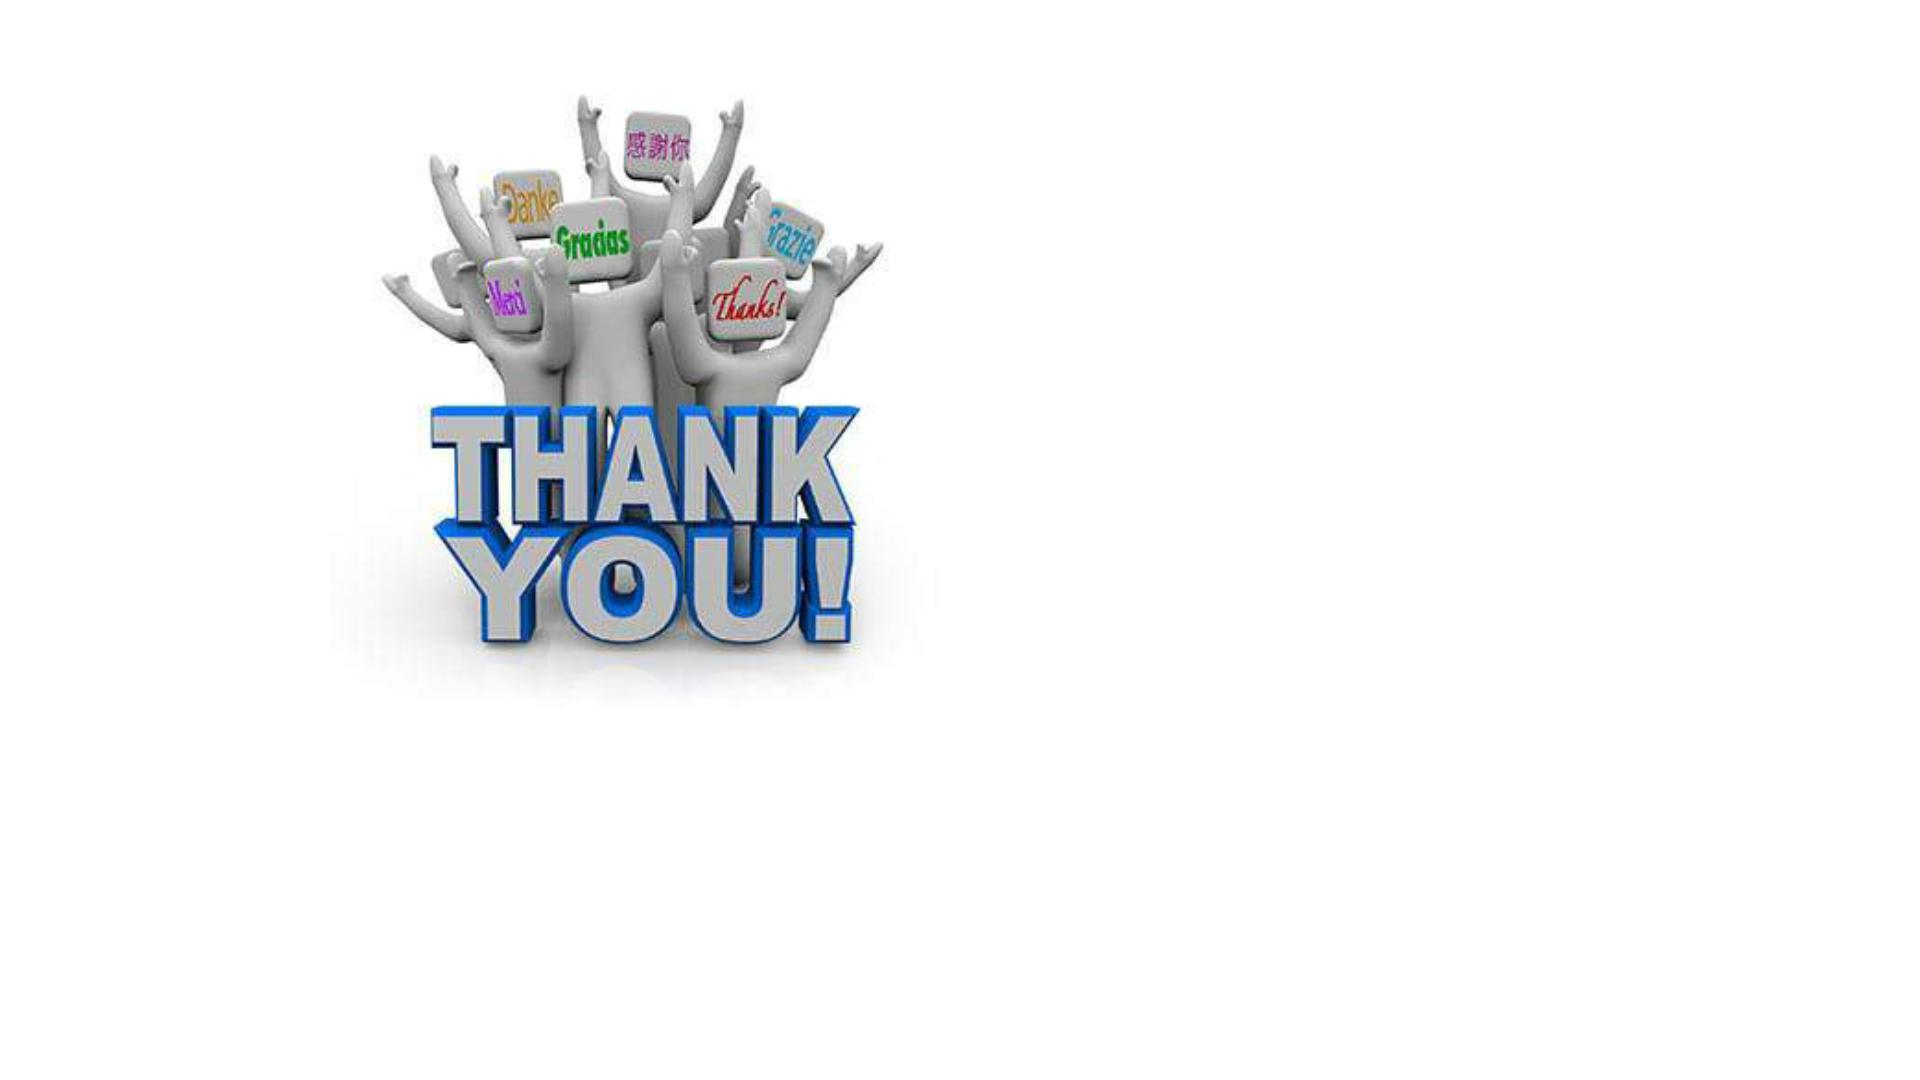 感謝你
Danke
Gracias
Grazie
Merci
Thanks!
THANK
YOU!